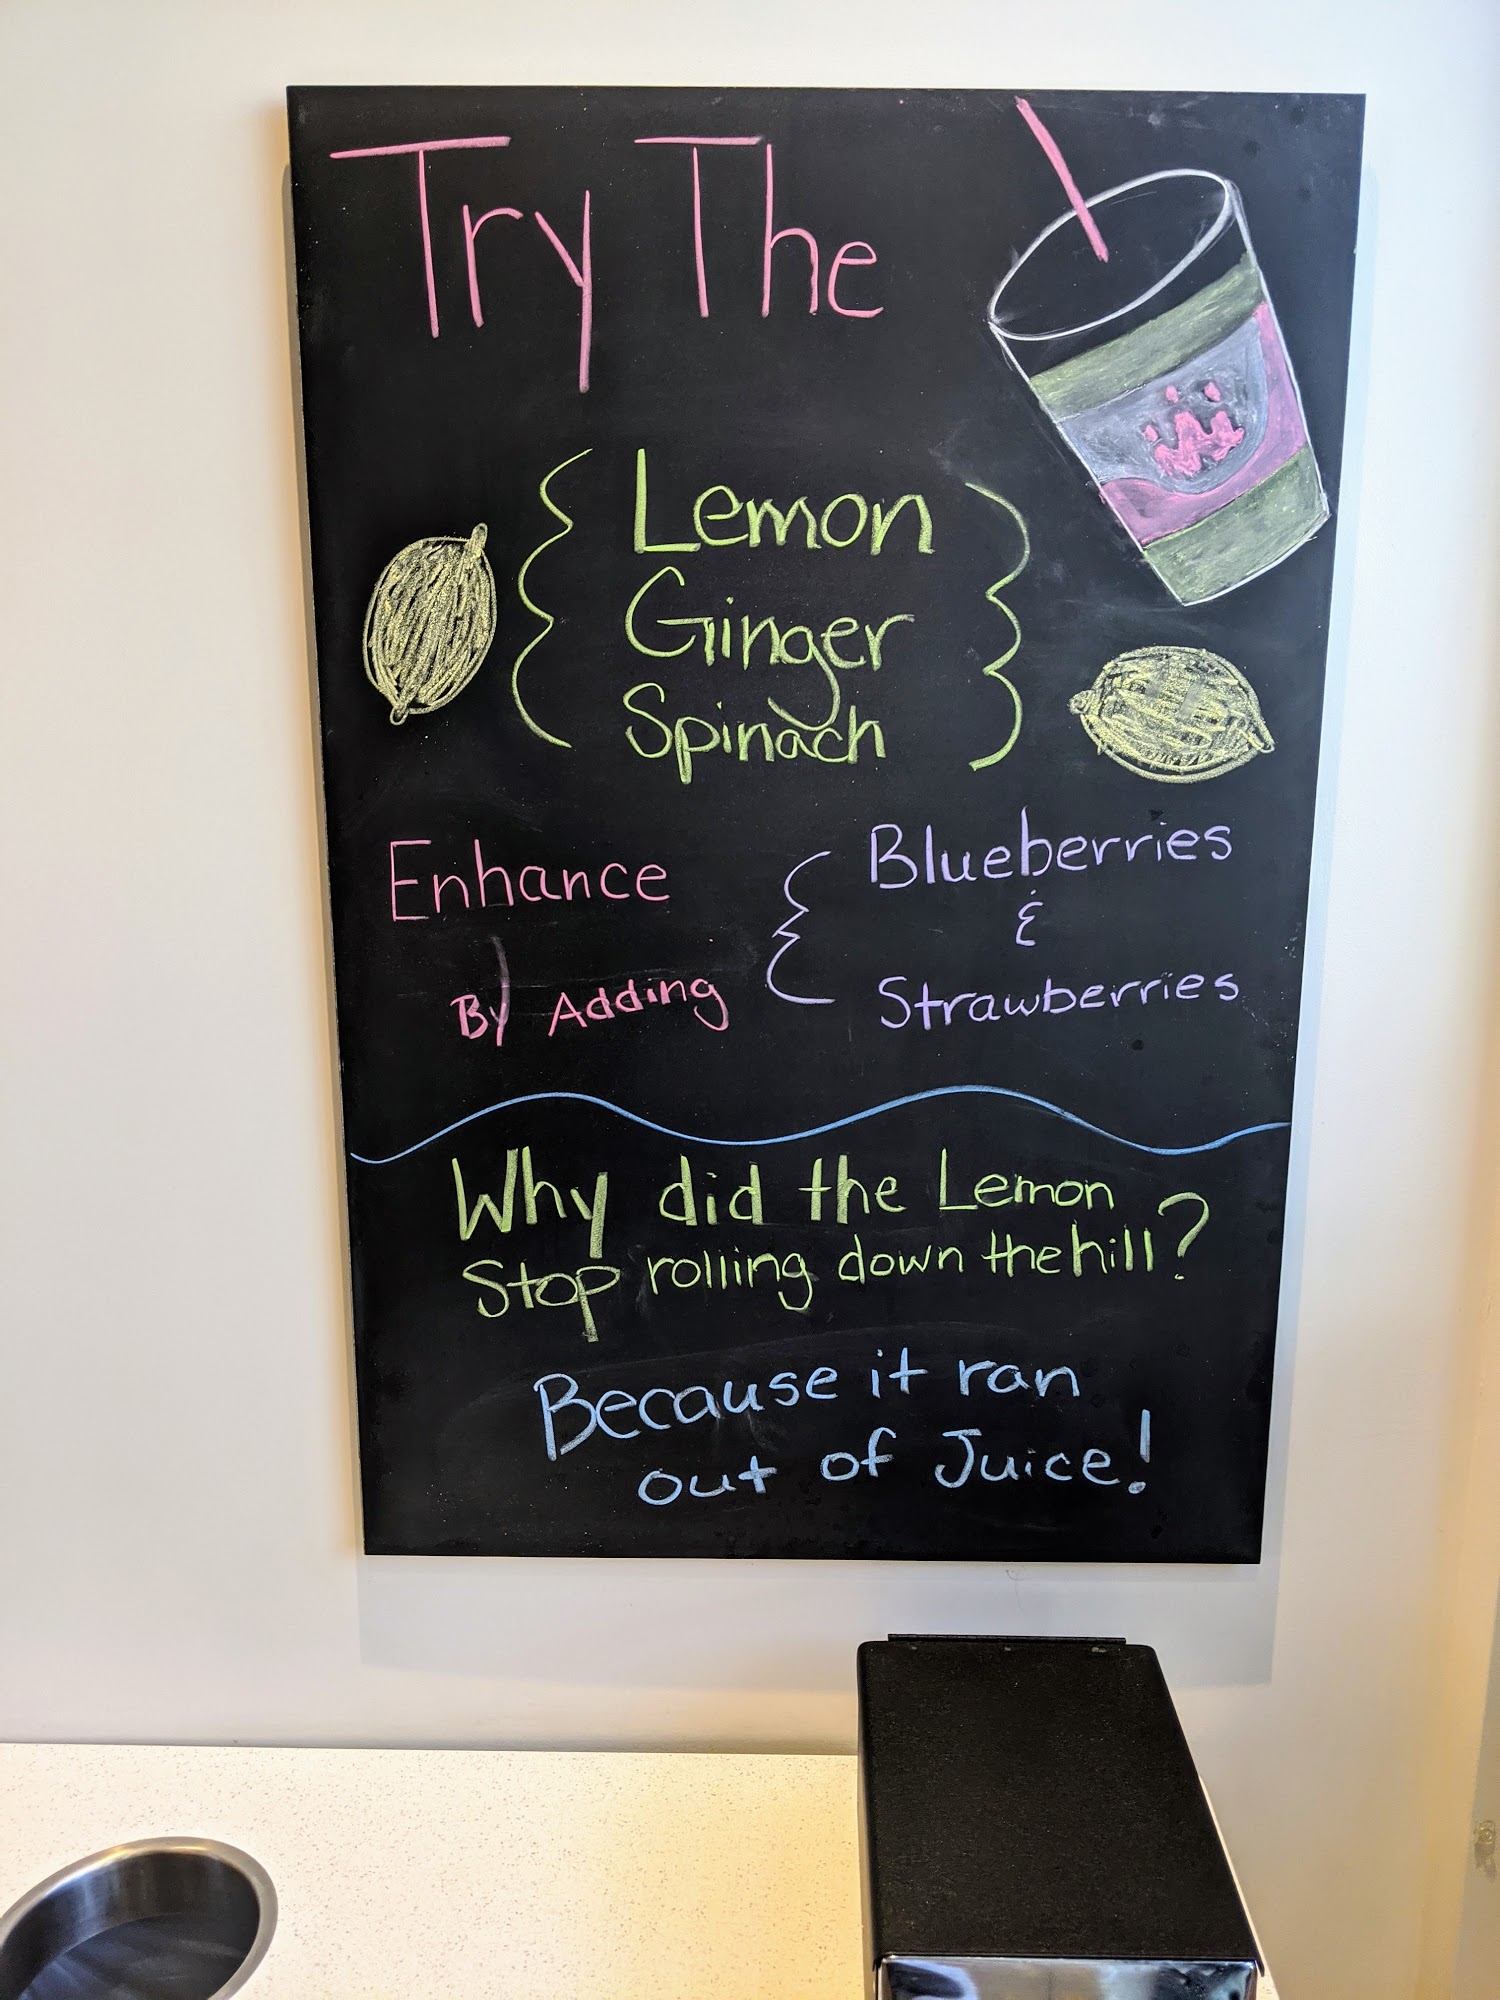 Try The
Lemon
Ginger
Spinach
Enhance
By Adding
Blueberries
&
Strawberries
Why did the Lemon
Stop rolling down the hill?
Because it ran
out of Juice!